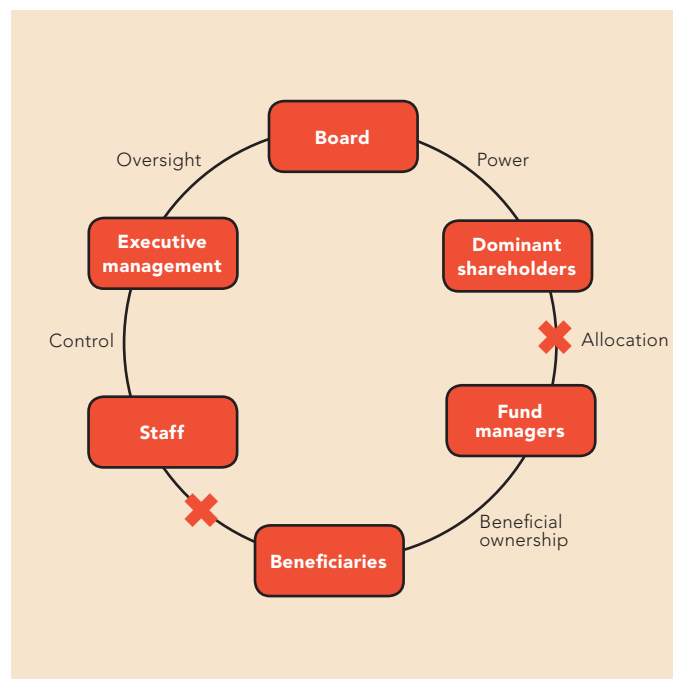 Board
Oversight
Power
Executive
management
Dominant
shareholders
Control
Allocation
Fund
managers
Staff
Beneficial
ownership
Beneficiaries